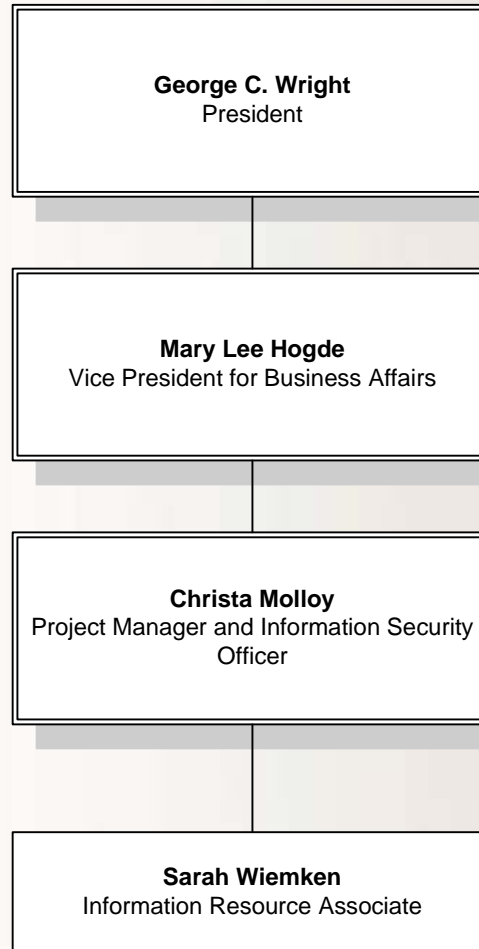 George C. Wright
President
Mary Lee Hogde
Vice President for Business Affairs
Christa Molloy
Project Manager and Information Security
Officer
Sarah Wiemken
Information Resource Associate